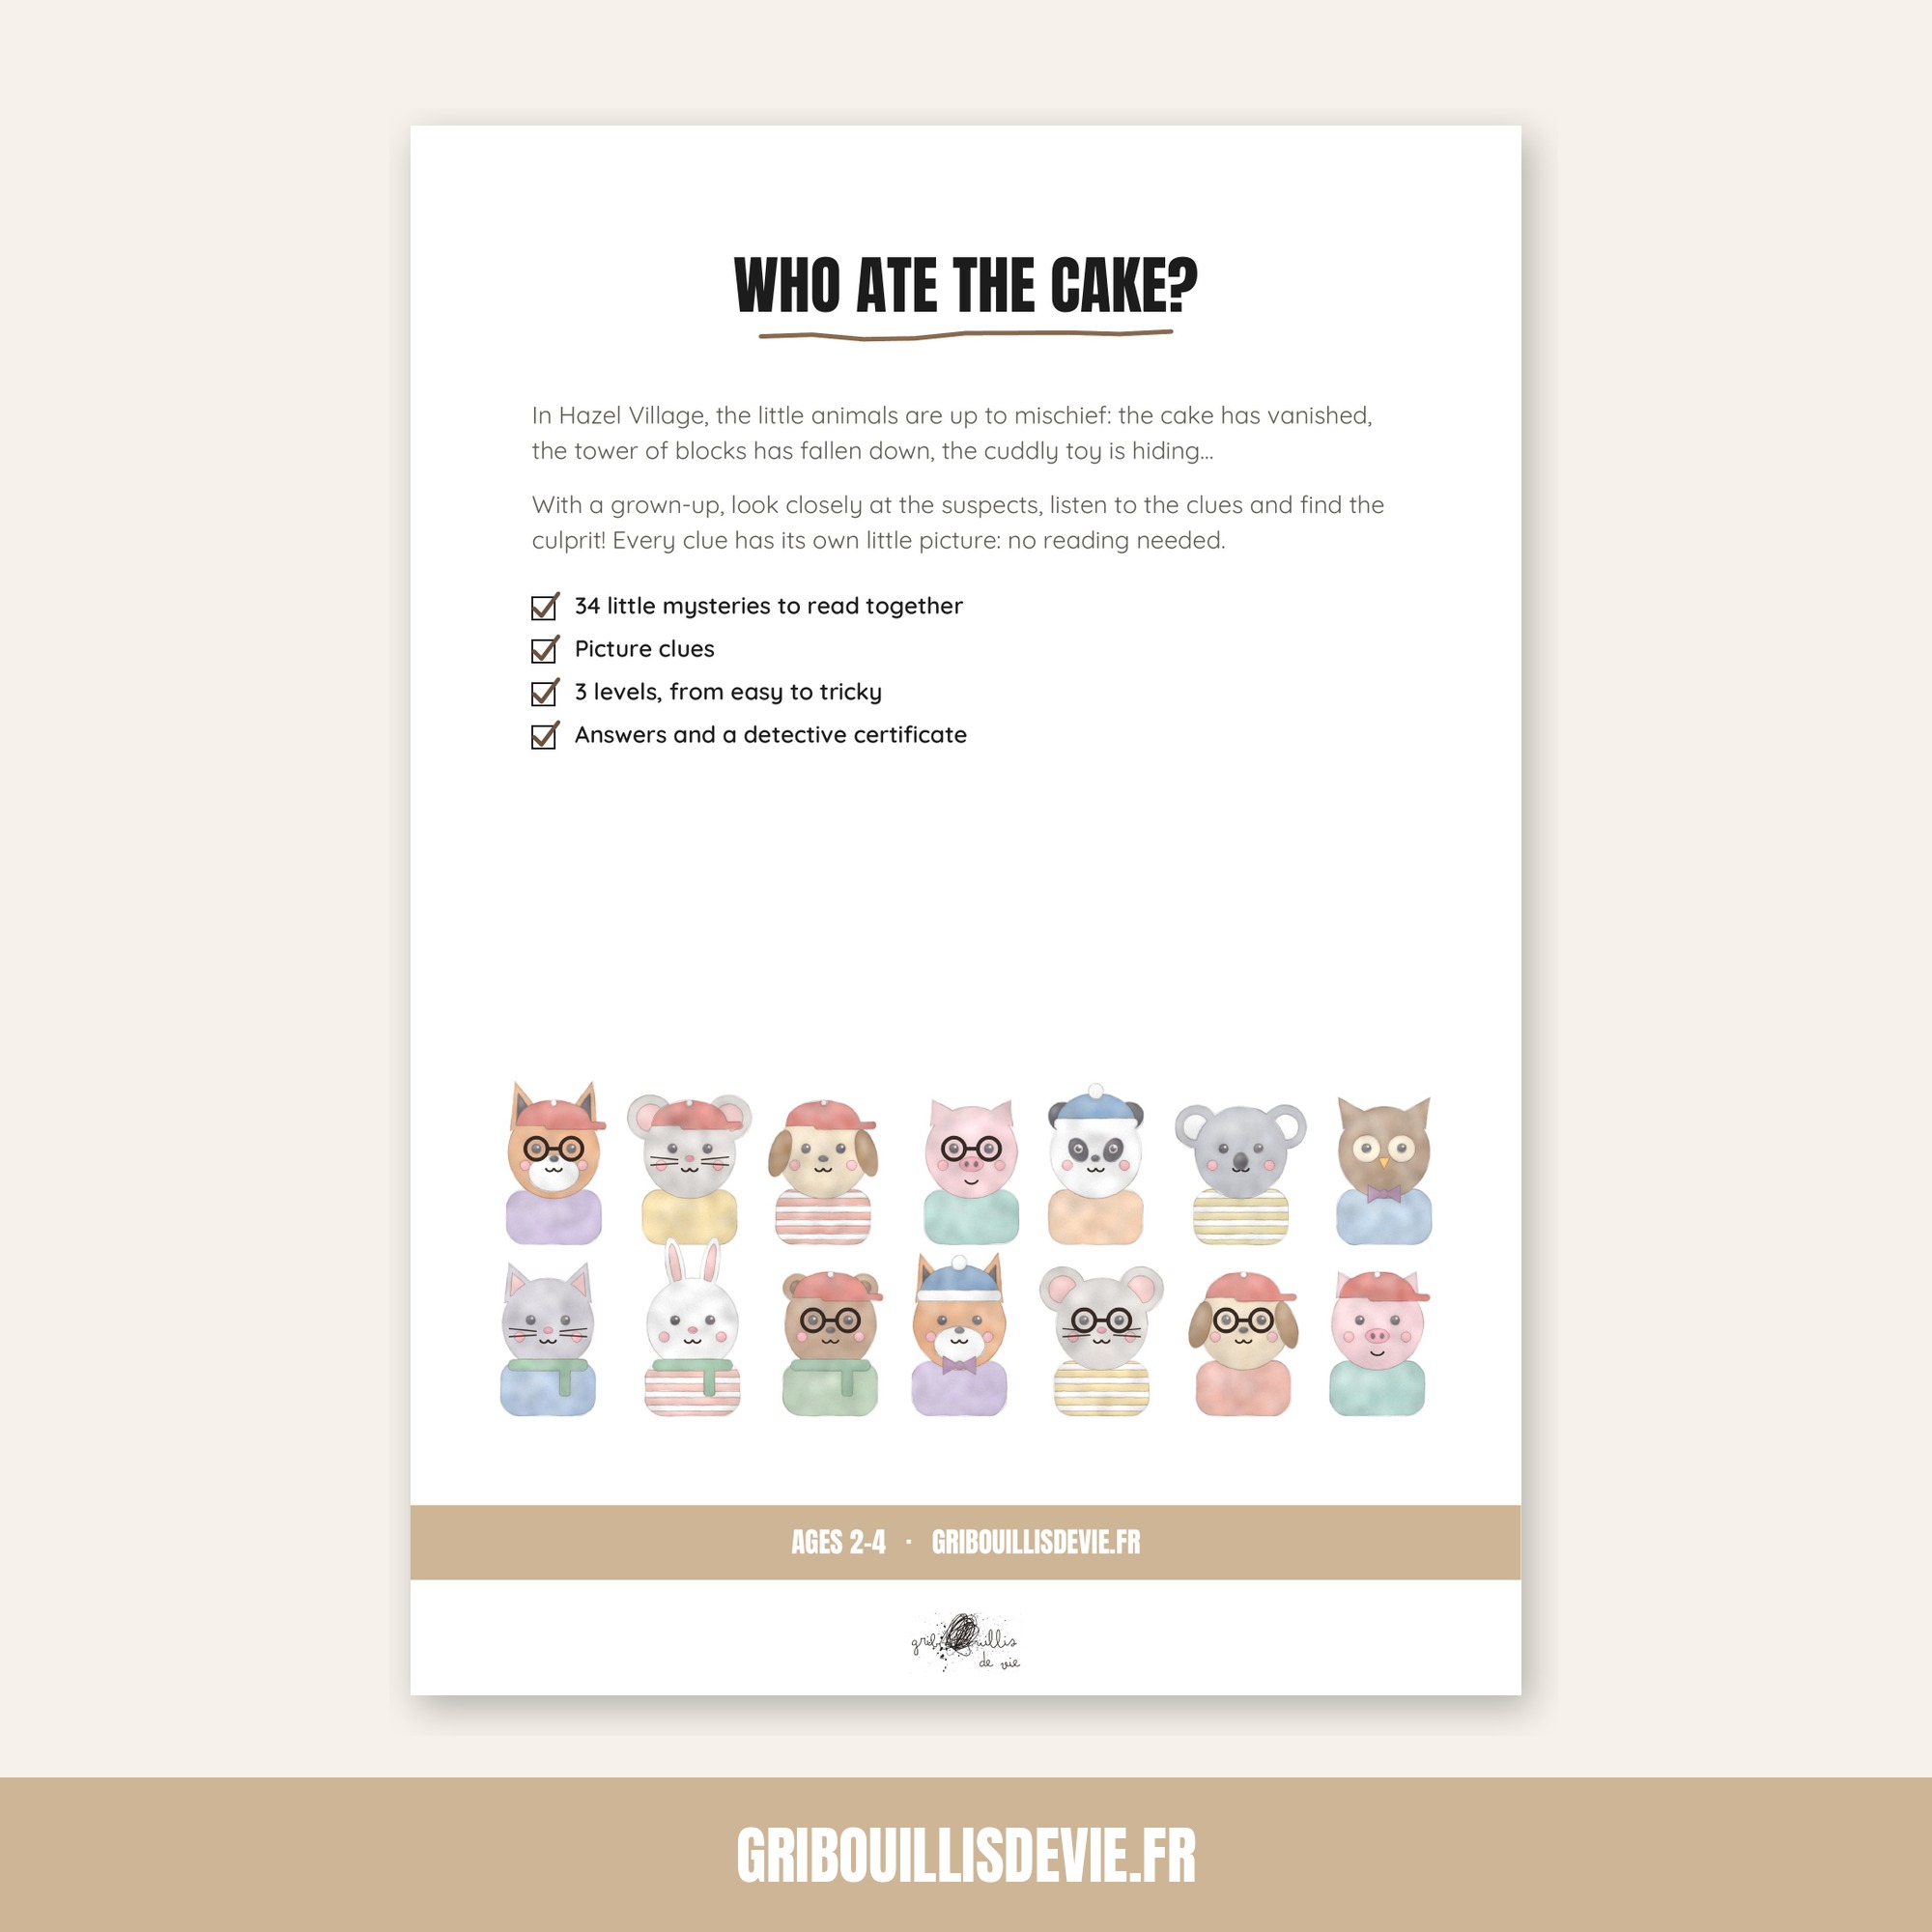 WHO ATE THE CAKE?
In Hazel Village, the little animals are up to mischief: the cake has vanished,
the tower of blocks has fallen down, the cuddly toy is hiding...
With a grown-up, look closely at the suspects, listen to the clues and find the
culprit! Every clue has its own little picture: no reading needed.
34 little mysteries to read together
Picture clues
3 levels, from easy to tricky
Answers and a detective certificate
AGES 2-4 · GRIBOUILLISDEVIE.FR
gribouillis
de vie
GRIBOUILLISDEVIE.FR